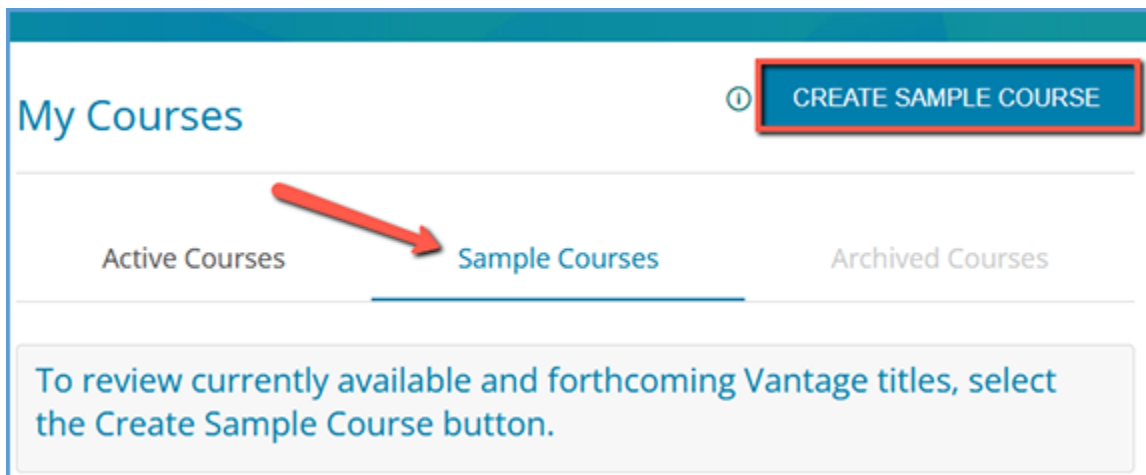 My Courses
CREATE SAMPLE COURSE
Active Courses
Sample Courses
Archived Courses
To review currently available and forthcoming Vantage titles, select
the Create Sample Course button.